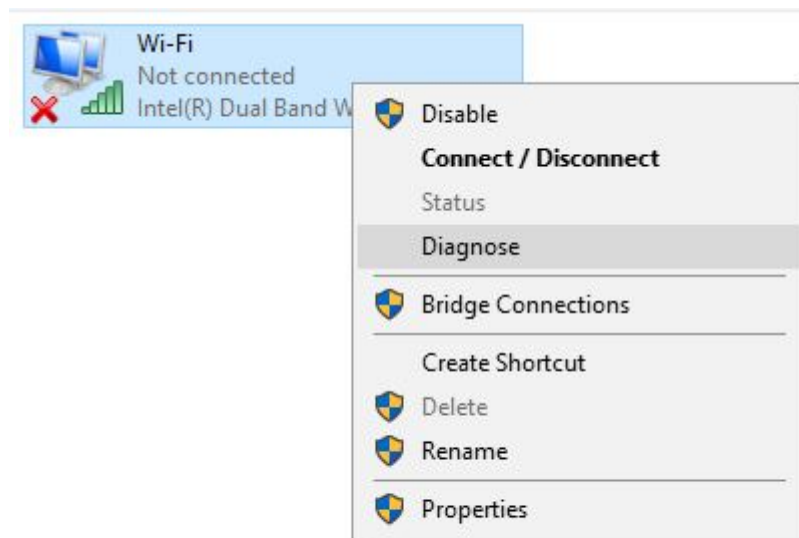 Wi-Fi
Not connected
Intel(R) Dual Band
Disable
Connect / Disconnect
Status
Diagnose
Bridge Connections
Create Shortcut
Delete
Rename
Properties